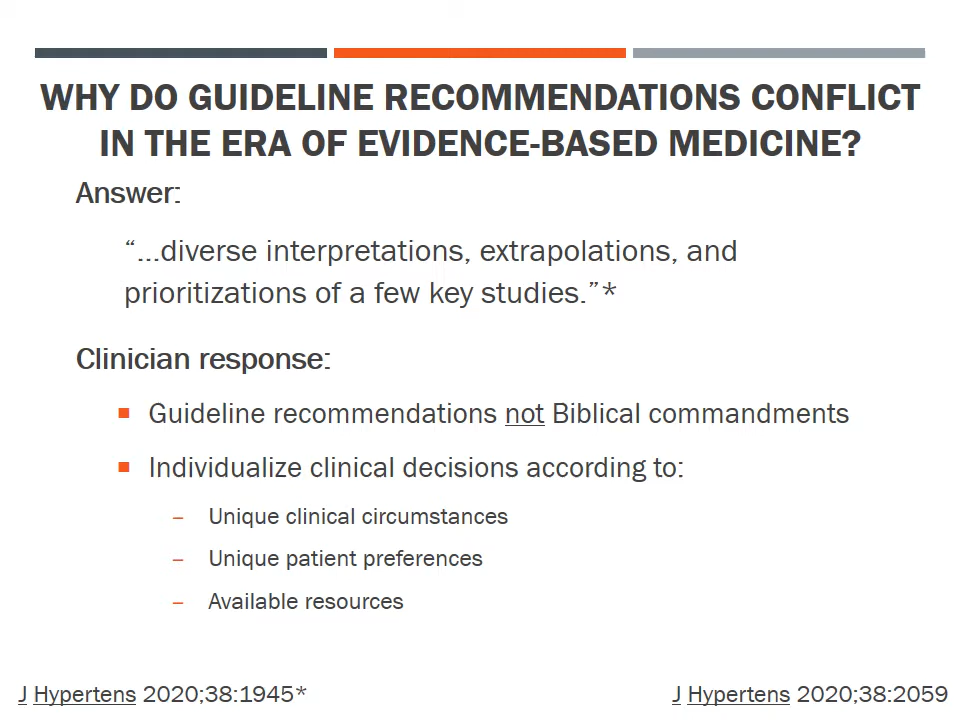 WHY DO GUIDELINE RECOMMENDATIONS CONFLICT
IN THE ERA OF EVIDENCE-BASED MEDICINE?
Answer:
“…diverse interpretations, extrapolations, and
prioritizations of a few key studies.”*
Clinician response:
Guideline recommendations not Biblical commandments
Individualize clinical decisions according to:
– Unique clinical circumstances
– Unique patient preferences
– Available resources
J Hypertens 2020;38:1945*
J Hypertens 2020;38:2059